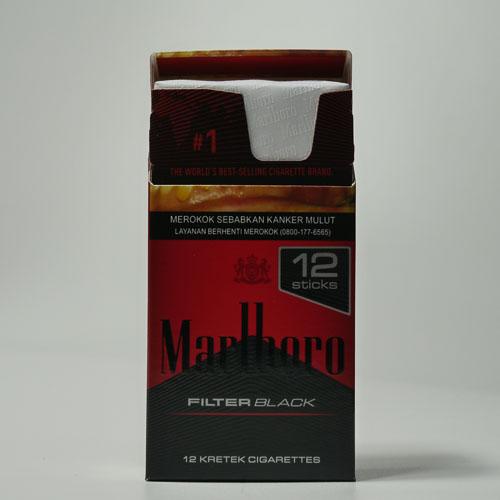 Marlboro
#1
THE WORLD'S BEST-SELLING CIGARETTE BRAND.
MEROKOK SEBABKAN KANKER MULUT
LAYANAN BERHENTI MEROKOK (0800-177-6565)
12
sticks
Marlboro
FILTER BLACK
12 KRETEK CIGARETTES